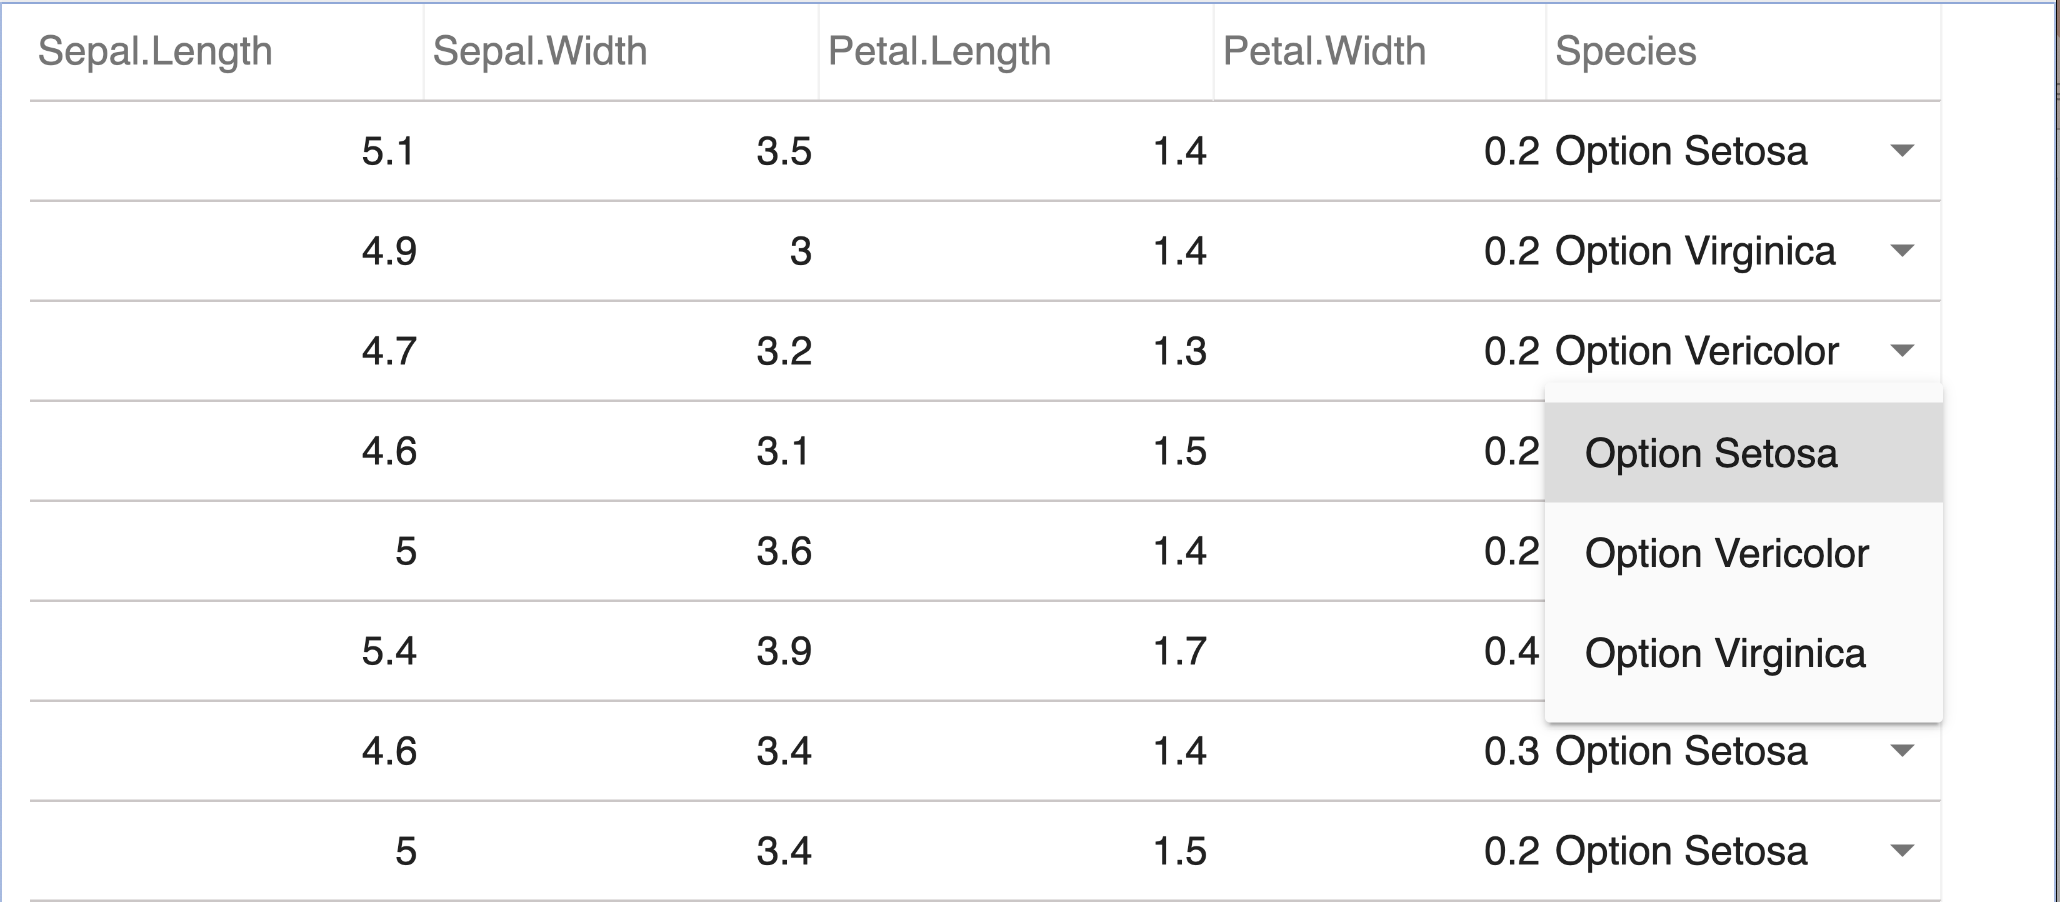 Sepal.Length Sepal.Width Petal.Length Petal.Width Species
5.1 3.5 1.4 0.2 Option Setosa
4.9 3 1.4 0.2 Option Virginica
4.7 3.2 1.3 0.2 Option Vericolor
4.6 3.1 1.5 0.2 Option Setosa
5 3.6 1.4 0.2 Option Vericolor
5.4 3.9 1.7 0.4 Option Virginica
4.6 3.4 1.4 0.3 Option Setosa
5 3.4 1.5 0.2 Option Setosa